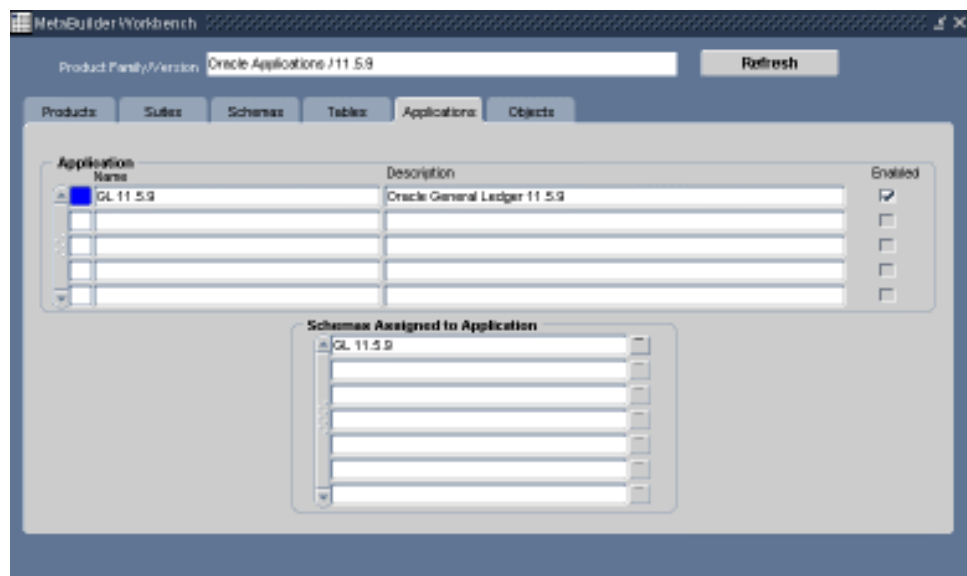 MetaBuilder Workbench
Product Family/Version Oracle Applications / 11.5.9 Refresh
Products Suites Schemas Tables Applications Objects
Application
Name Description Enabled
GL 11.5.9 Oracle General Ledger 11.5.9
Schemas Assigned to Application
GL 11.5.9